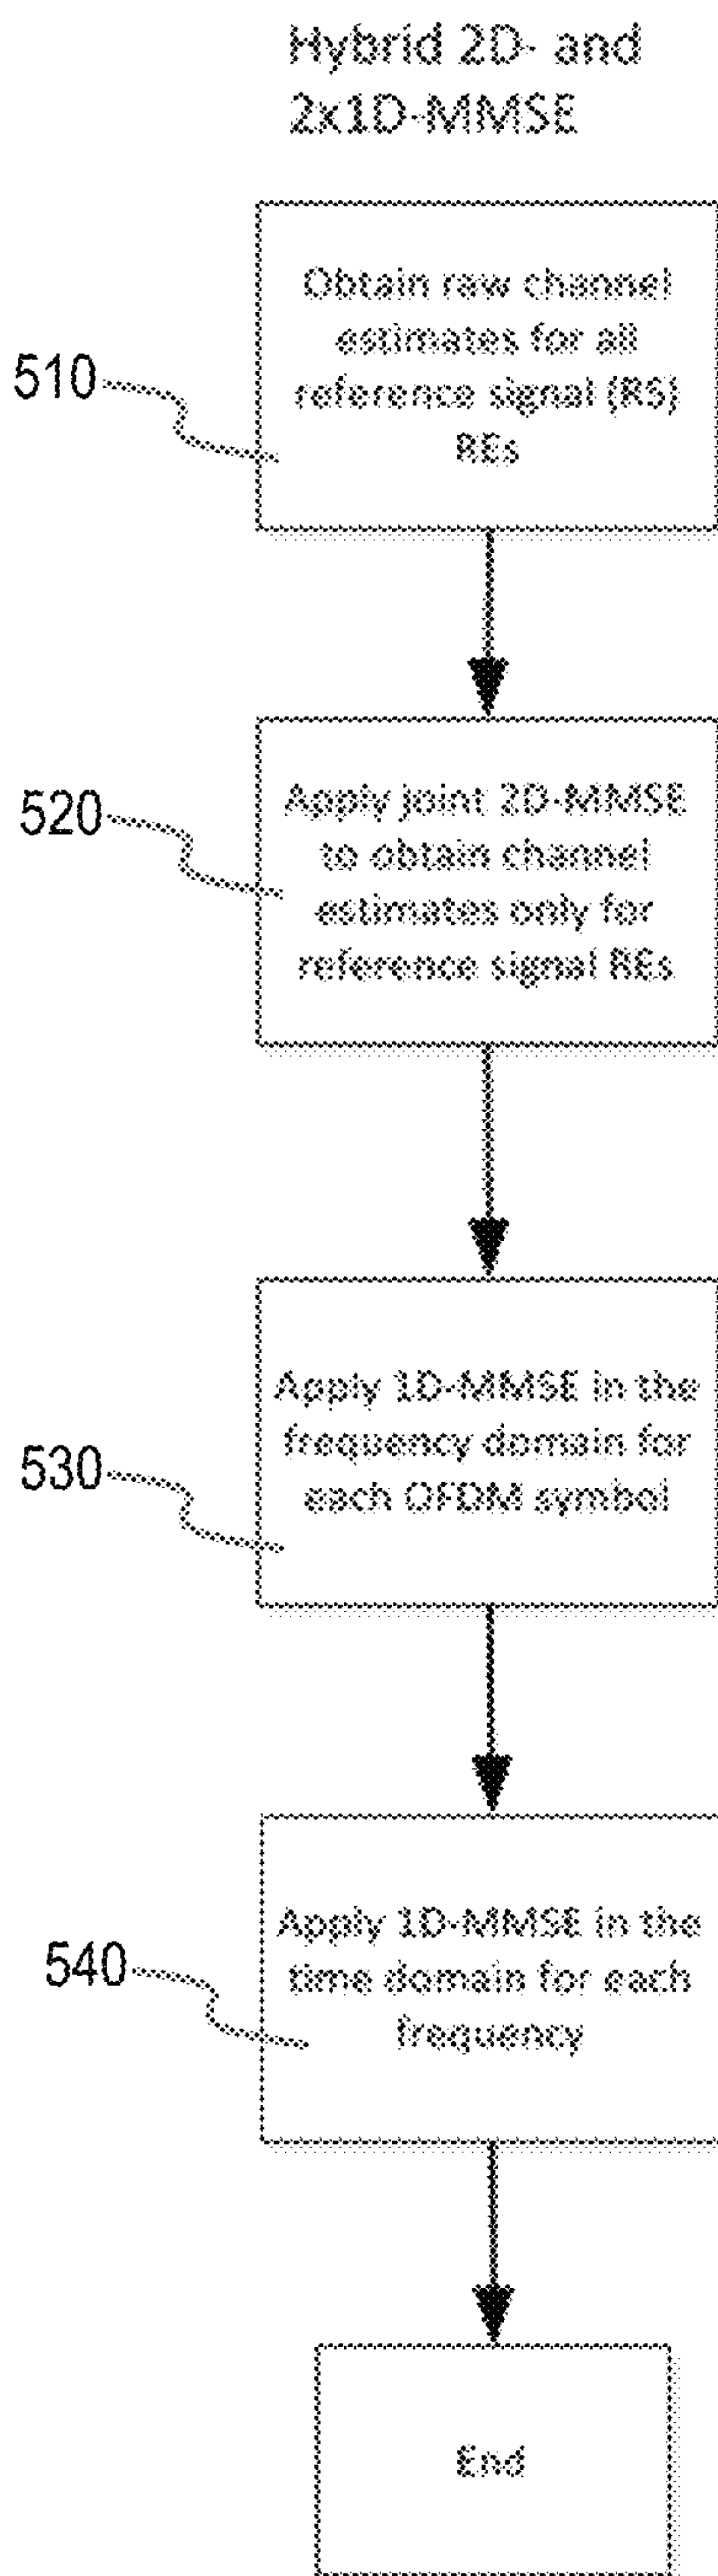 Hybrid 2D- and
2x1D-MMSE
Obtain raw channel
estimates for all
reference signal (RS)
REs
510
Apply joint 2D-MMSE
to obtain channel
estimates only for
reference signal REs
520
Apply 1D-MMSE in the
frequency domain for
each OFDM symbol
530
Apply 1D-MMSE in the
time domain for each
frequency
540
End